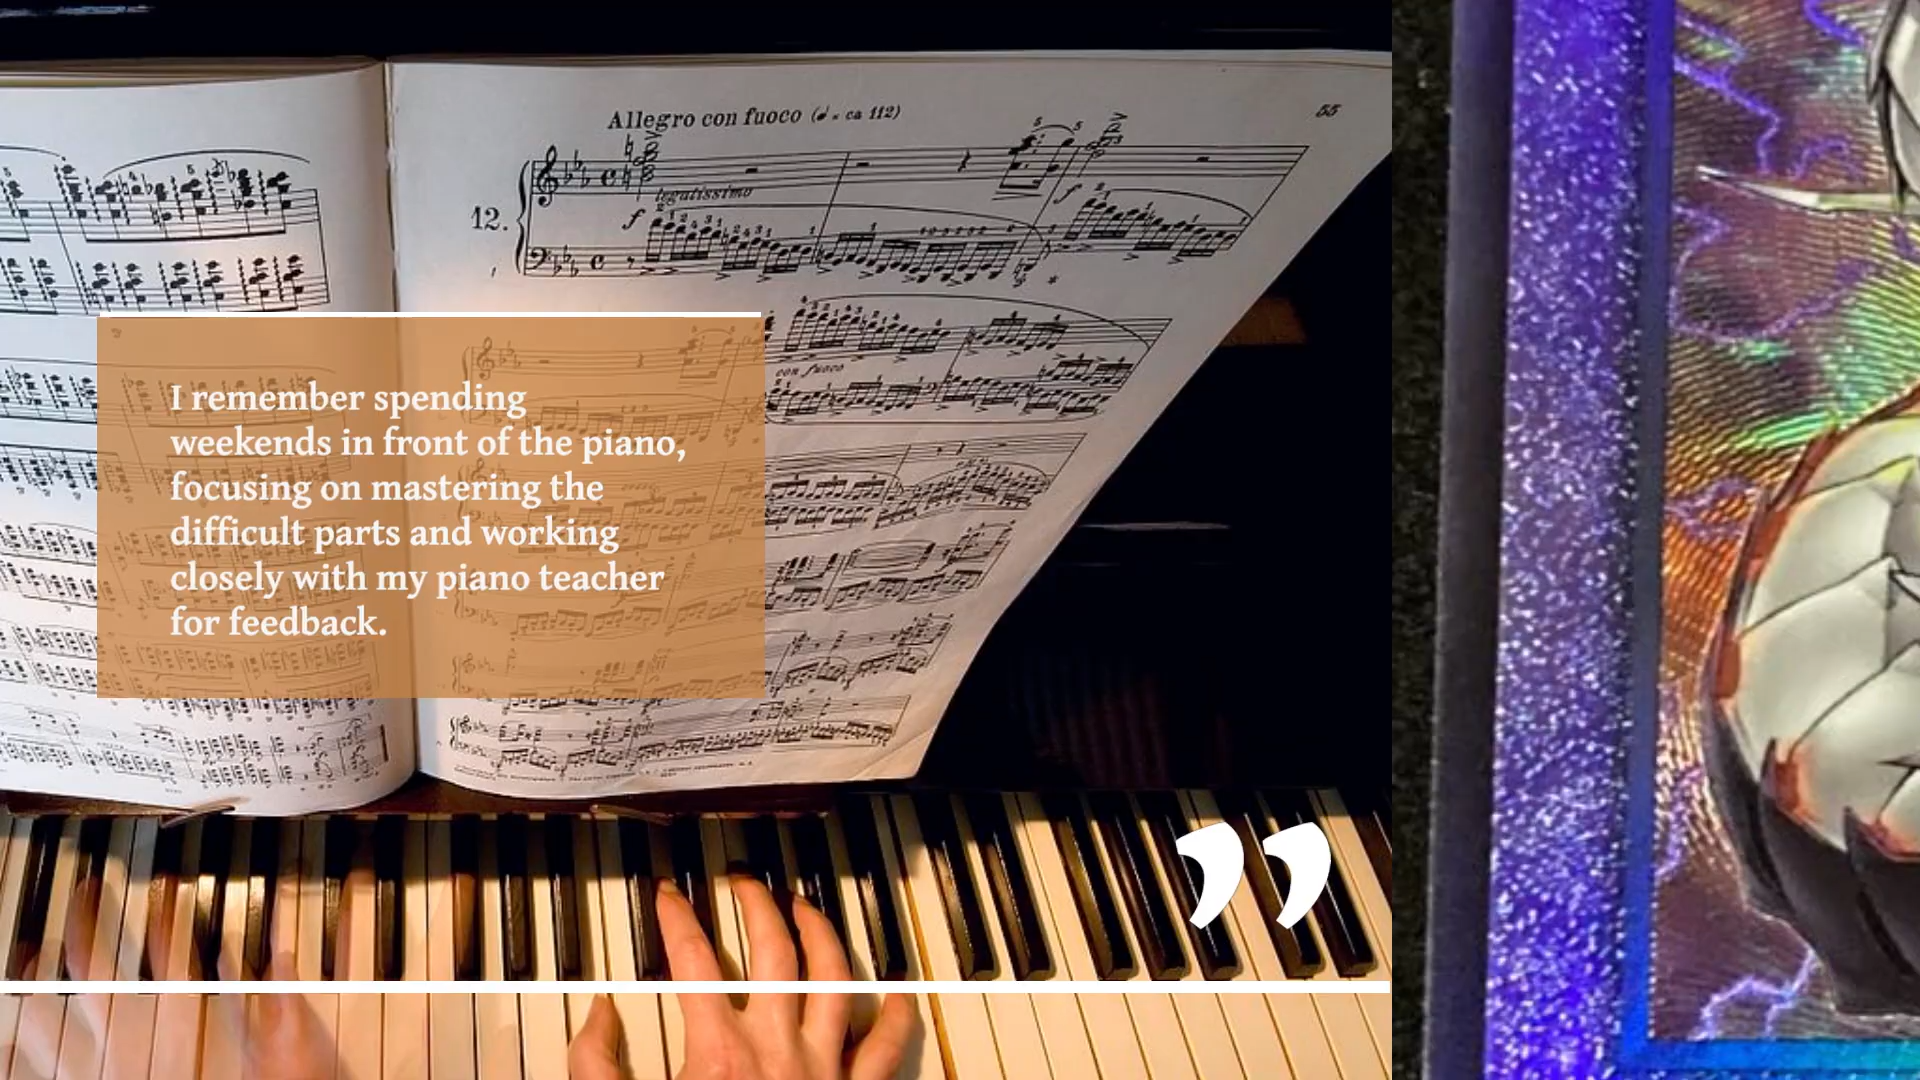 Allegro con fuoco (♩ = ca 112)
55
12.
legatissimo
f
f
con fuoco
I remember spending
weekends in front of the piano,
focusing on mastering the
difficult parts and working
closely with my piano teacher
for feedback.
”